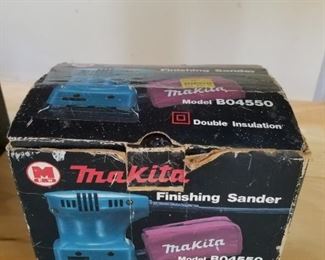 Finishing Sander
makita
Model BO4550
Double Insulation
M
makita
Finishing Sander
makita
Model BO4550